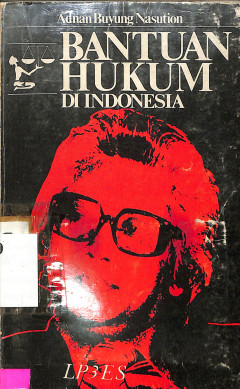 Adnan Buyung Nasution
BANTUAN
HUKUM
DI INDONESIA
LP3ES